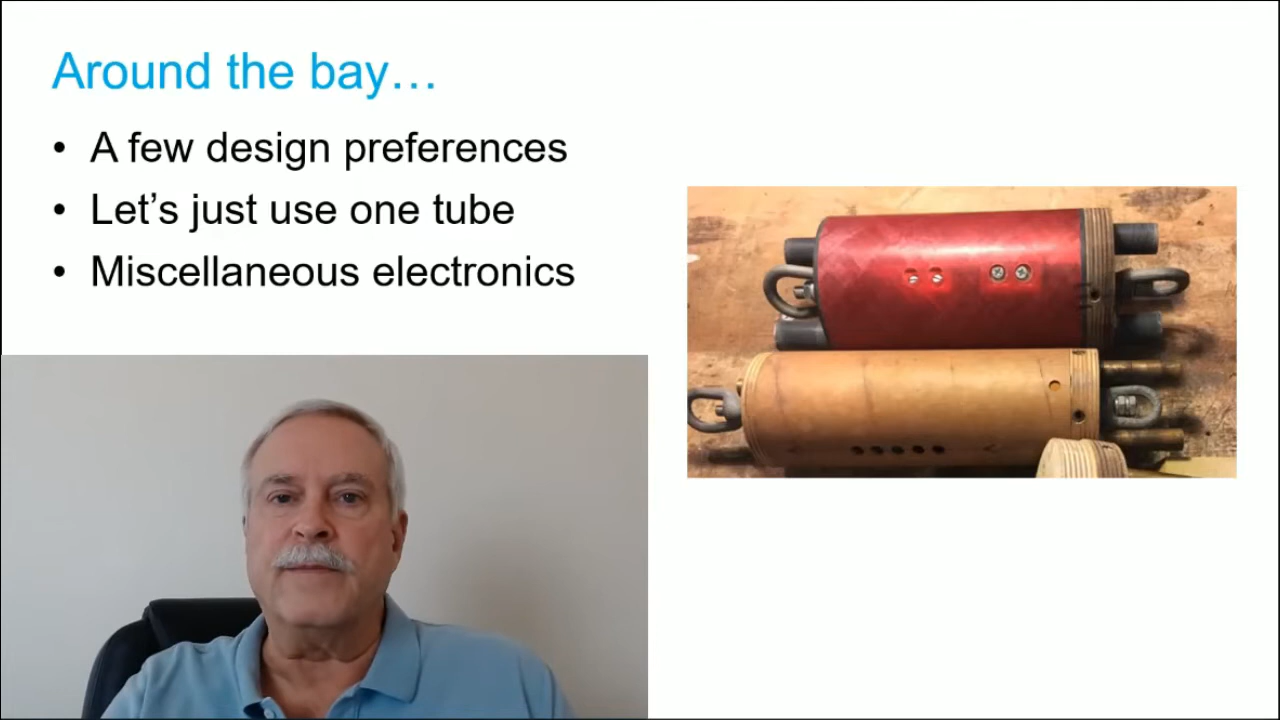 Around the bay…
• A few design preferences
• Let’s just use one tube
• Miscellaneous electronics